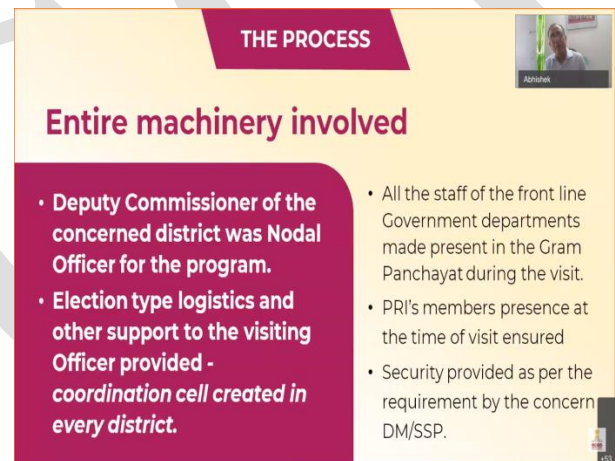 THE PROCESS
Abhishek
Entire machinery involved
• Deputy Commissioner of the
concerned district was Nodal
Officer for the program.
• Election type logistics and
other support to the visiting
Officer provided -
coordination cell created in
every district.
• All the staff of the front line
Government departments
made present in the Gram
Panchayat during the visit.
• PRI's members presence at
the time of visit ensured
• Security provided as per the
requirement by the concern
DM/SSP.
+53